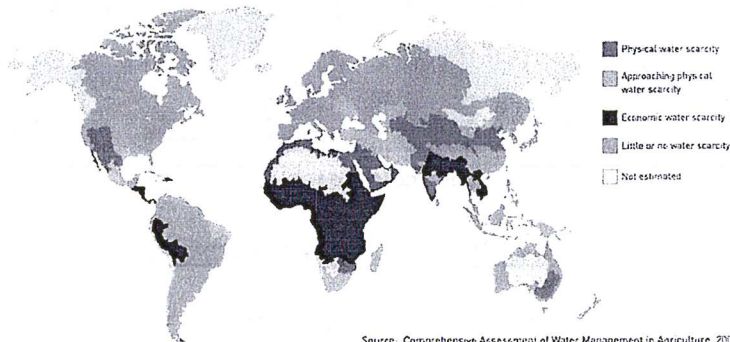 Physical water scarcity
Approaching physical
water scarcity
Economic water scarcity
Little or no water scarcity
Not estimated
Source: Comprehensive Assessment of Water Management in Agriculture,